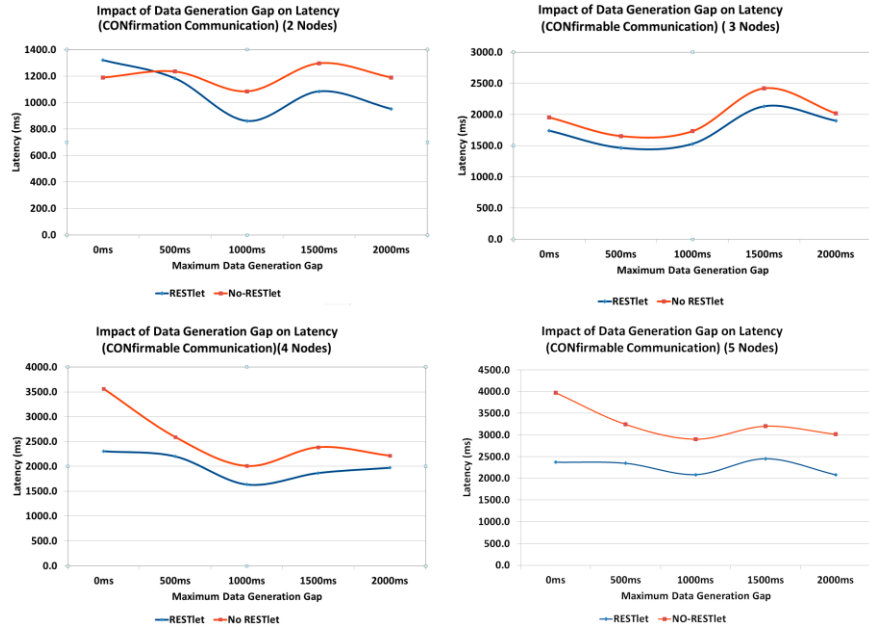 Impact of Data Generation Gap on Latency
(CONfirmation Communication) (2 Nodes)
1400.0
1200.0
1000.0
800.0
600.0
400.0
200.0
0.0
Latency (ms)
0ms 500ms 1000ms 1500ms 2000ms
Maximum Data Generation Gap
RESTlet No-RESTlet
Impact of Data Generation Gap on Latency
(CONfirmable Communication) ( 3 Nodes)
3000.0
2500.0
2000.0
1500.0
1000.0
500.0
0.0
Latency (ms)
0ms 500ms 1000ms 1500ms 2000ms
Maximum Data Generation Gap
RESTlet No RESTlet
Impact of Data Generation Gap on Latency
(CONfirmable Communication)(4 Nodes)
4000.0
3500.0
3000.0
2500.0
2000.0
1500.0
1000.0
500.0
0.0
Latency (ms)
0ms 500ms 1000ms 1500ms 2000ms
Maximum Data Generation Gap
RESTlet No RESTlet
Impact of Data Generation Gap on Latency
(CONfirmable Communication) (5 Nodes)
4500.0
4000.0
3500.0
3000.0
2500.0
2000.0
1500.0
1000.0
500.0
0.0
Latency (ms)
0ms 500ms 1000ms 1500ms 2000ms
Maximum Data Generation Gap
RESTlet NO-RESTlet